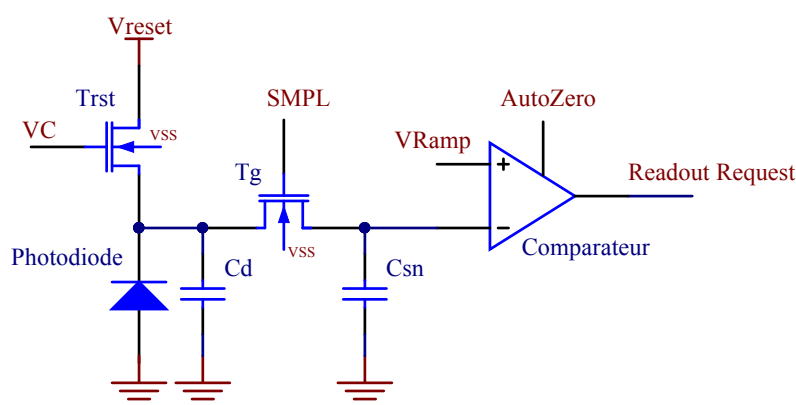 Vreset
Trst
VC
VSS
SMPL
Tg
VSS
AutoZero
VRamp
+
Readout Request
−
Comparateur
Photodiode
Cd
Csn